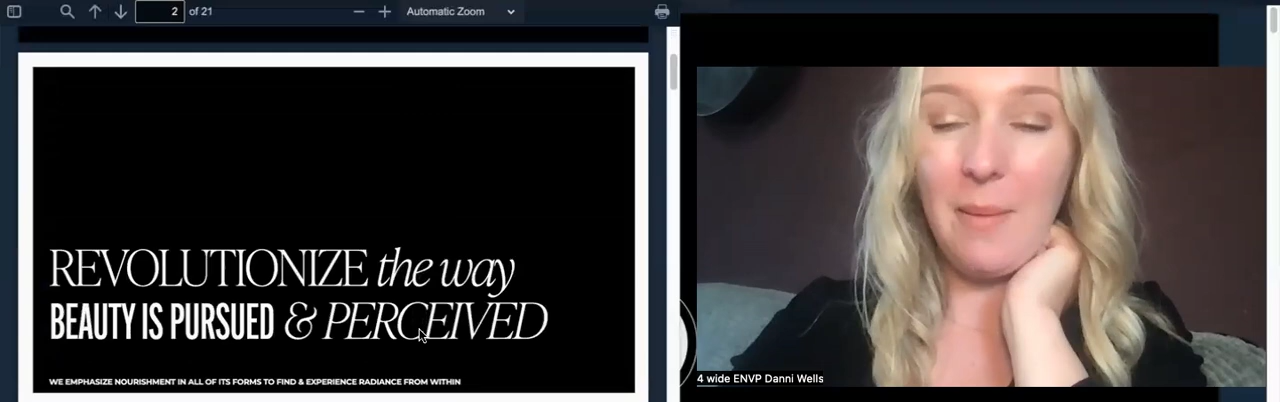 2 of 21
Automatic Zoom
REVOLUTIONIZE the way
BEAUTY IS PURSUED & PERCEIVED
WE EMPHASIZE NOURISHMENT IN ALL OF ITS FORMS TO FIND & EXPERIENCE RADIANCE FROM WITHIN
4 wide ENVP Danni Wells